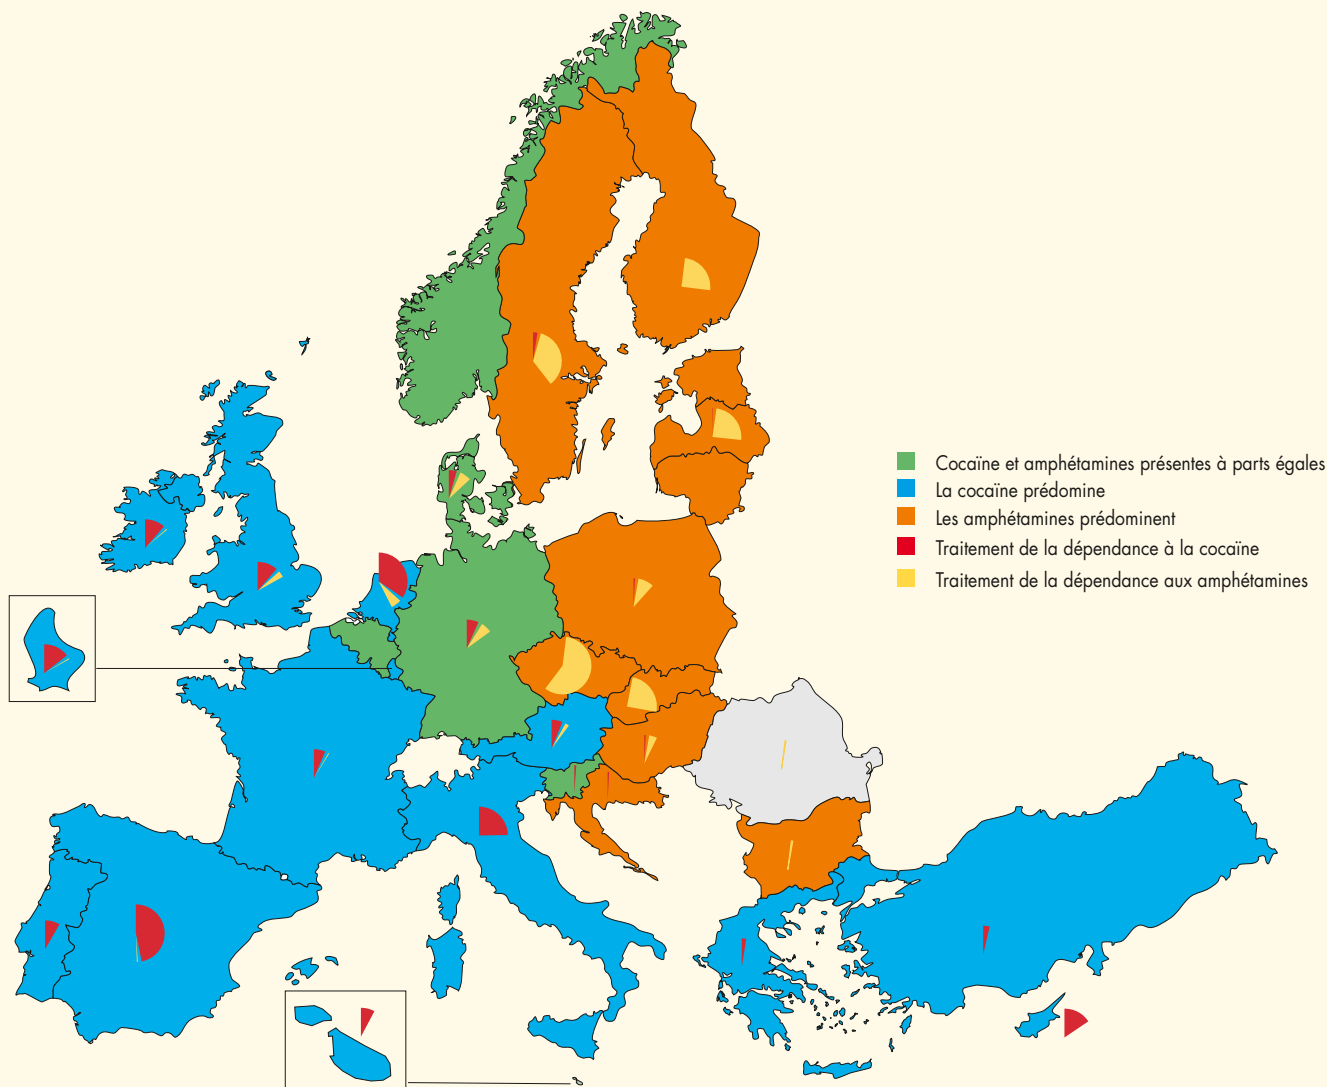 Cocaïne et amphétamines présentes à parts égales
La cocaïne prédomine
Les amphétamines prédominent
Traitement de la dépendance à la cocaïne
Traitement de la dépendance aux amphétamines